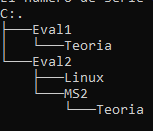 El número de serie
C:.
├───Eval1
│   └───Teoria
└───Eval2
    ├───Linux
    └───MS2
        └───Teoria